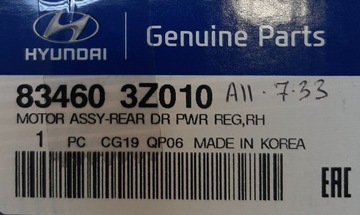 HYUNDAI
Genuine Parts
83460 3Z010 A11.7.33
MOTOR ASSY-REAR DR PWR REG,RH
1 PC CG19 QP06 MADE IN KOREA
EAC